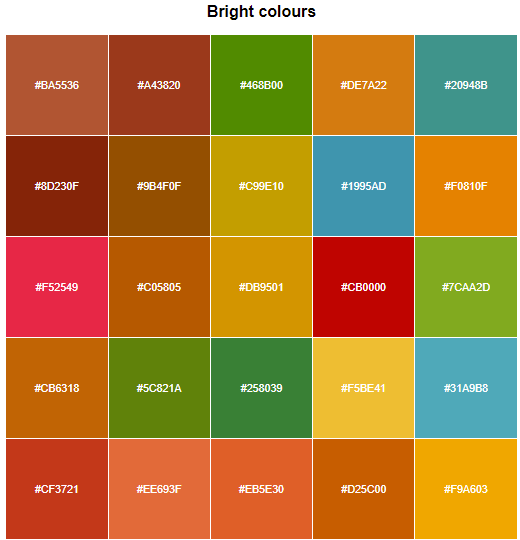 Bright colours
#BA5536 #A43820 #468B00 #DE7A22 #20948B
#8D230F #9B4F0F #C99E10 #1995AD #F0810F
#F52549 #C05805 #DB9501 #CB0000 #7CAA2D
#CB6318 #5C821A #258039 #F5BE41 #31A9B8
#CF3721 #EE693F #EB5E30 #D25C00 #F9A603